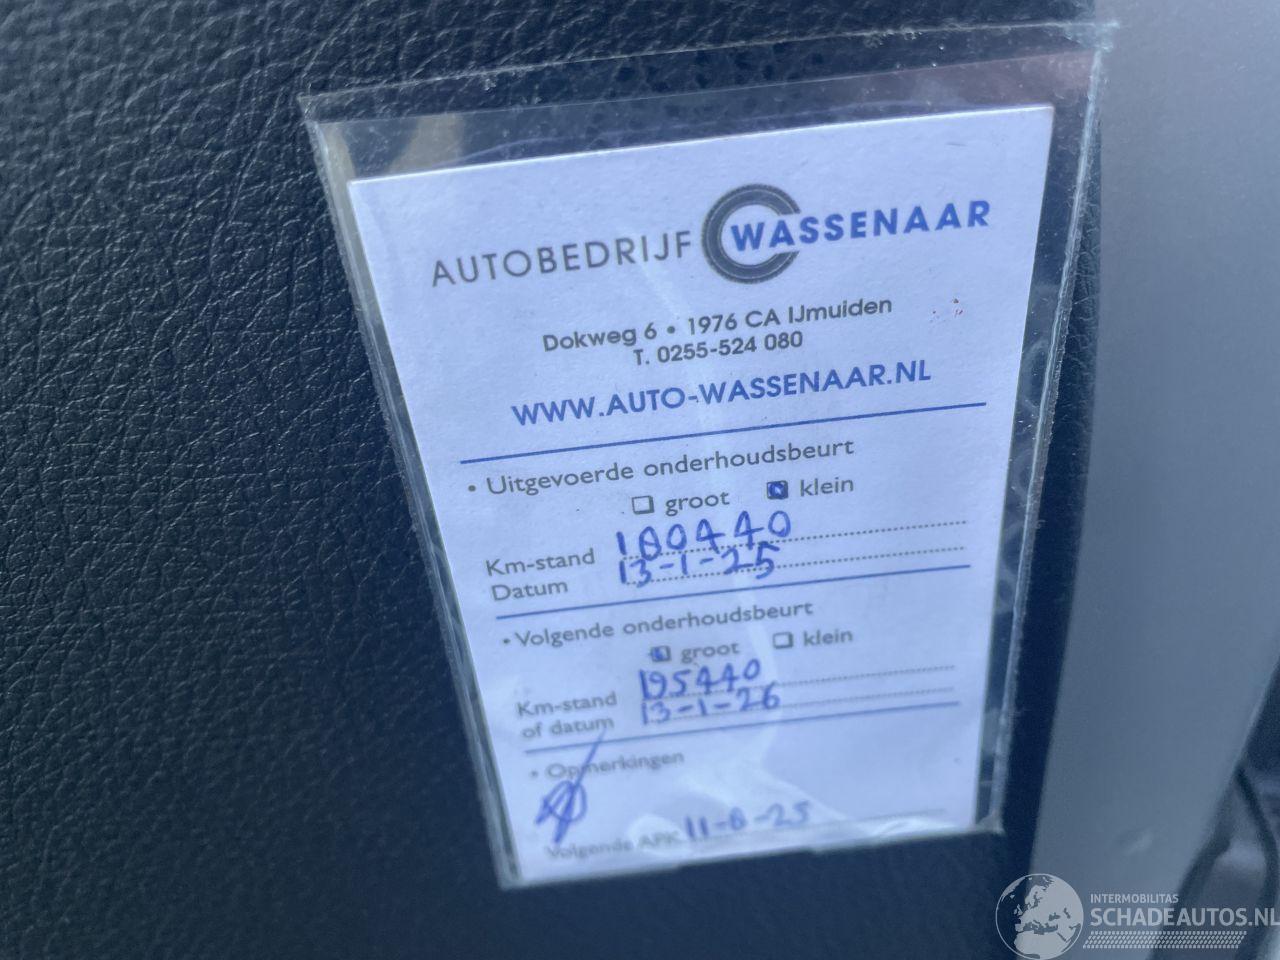 AUTOBEDRIJF WASSENAAR
Dokweg 6 • 1976 CA IJmuiden
T. 0255-524 080
WWW.AUTO-WASSENAAR.NL
• Uitgevoerde onderhoudsbeurt
groot klein
Km-stand 180440
Datum 13-1-25
• Volgende onderhoudsbeurt
groot klein
Km-stand 195440
of datum 13-1-26
• Opmerkingen
Volgende APK 11-8-25
INTERMOBILITAS
SCHADEAUTOS.NL